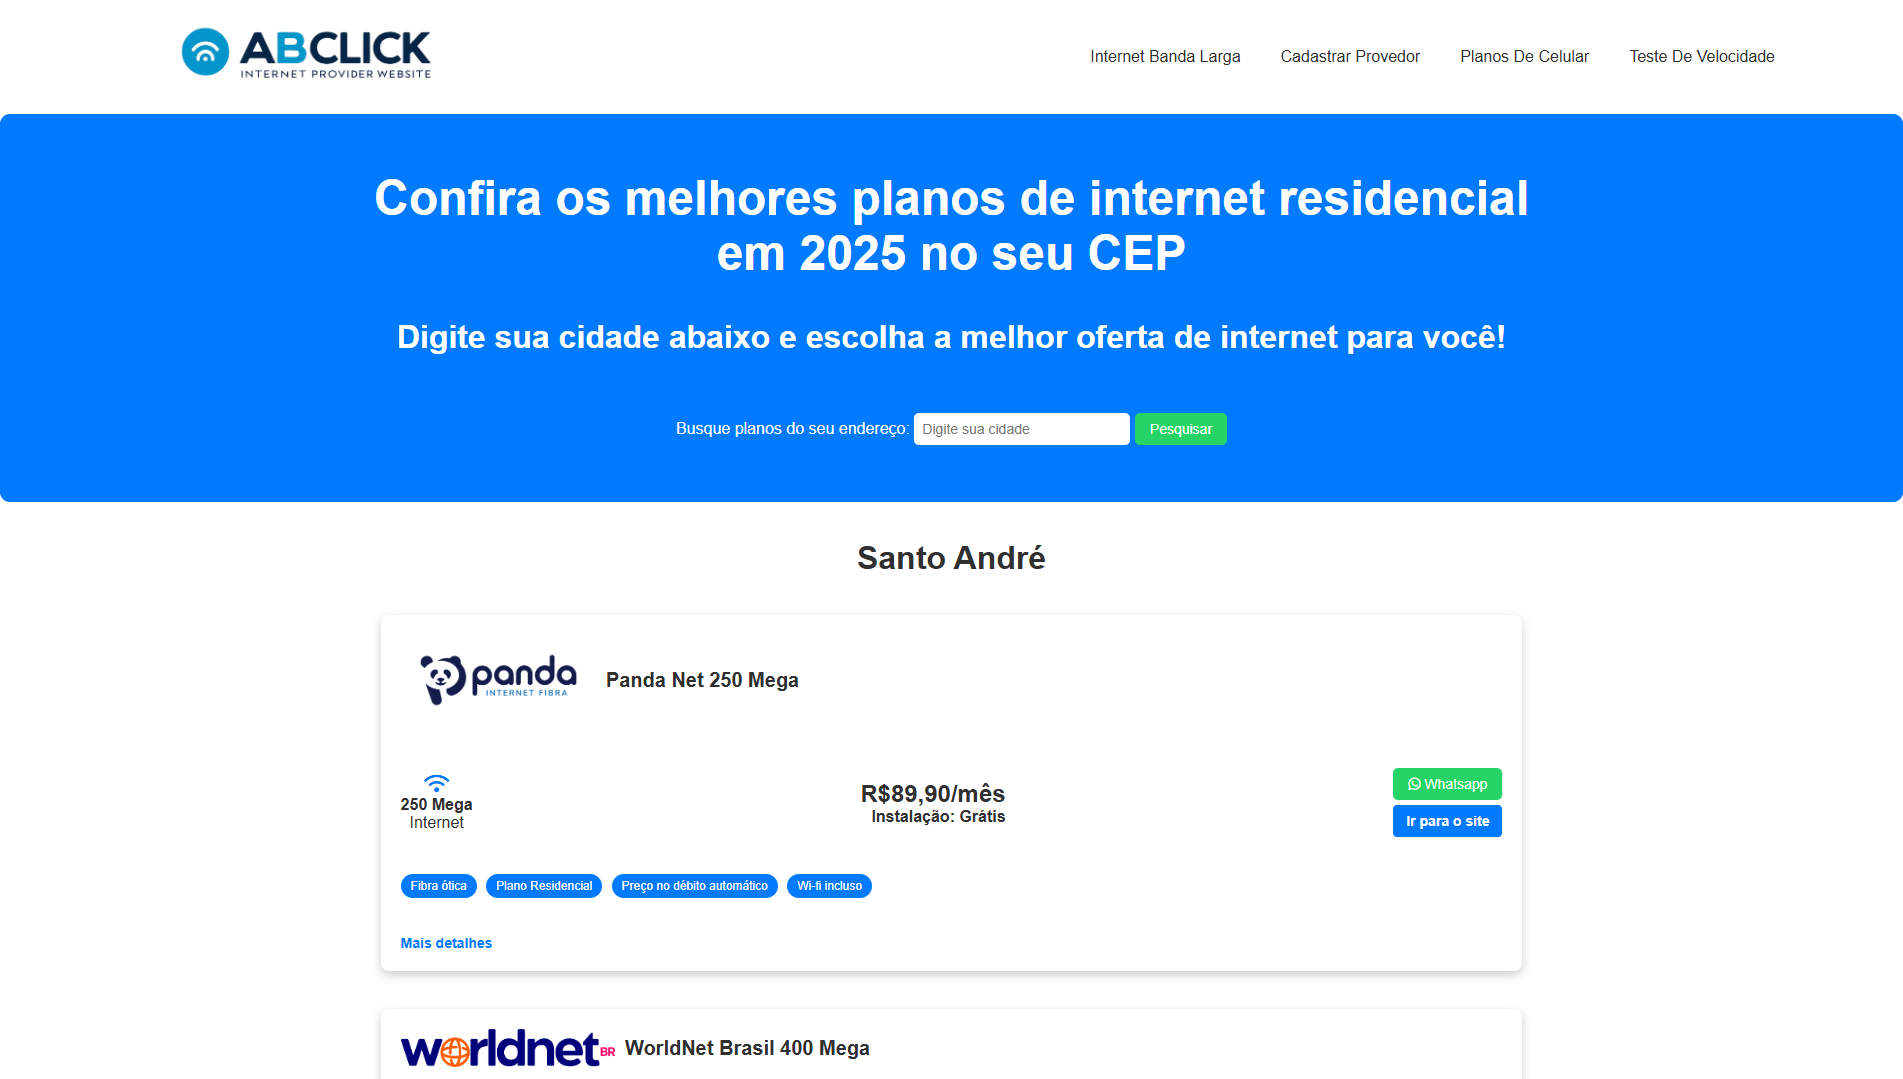 ABCLICK
INTERNET PROVIDER WEBSITE
Internet Banda Larga
Cadastrar Provedor
Planos De Celular
Teste De Velocidade
Confira os melhores planos de internet residencial
em 2025 no seu CEP
Digite sua cidade abaixo e escolha a melhor oferta de internet para você!
Busque planos do seu endereço:
Digite sua cidade
Pesquisar
Santo André
panda
INTERNET FIBRA
Panda Net 250 Mega
250 Mega
Internet
R$89,90/mês
Instalação: Grátis
Whatsapp
Ir para o site
Fibra ótica
Plano Residencial
Preço no débito automático
Wi-fi incluso
Mais detalhes
worldnet BR
WorldNet Brasil 400 Mega